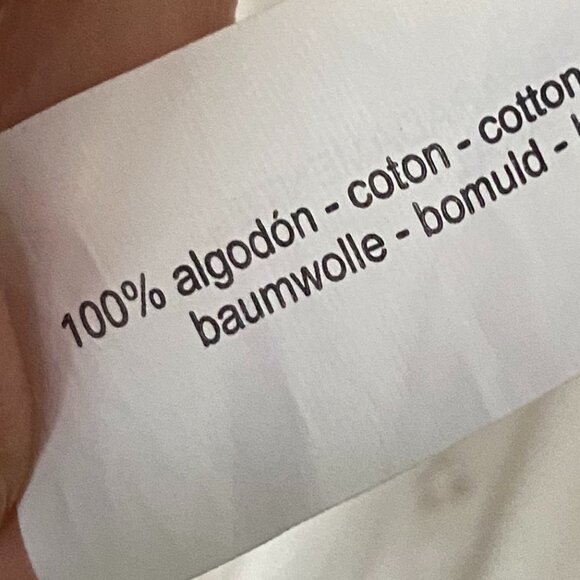 100% algodón - coton - cotton
baumwolle - bomuld -